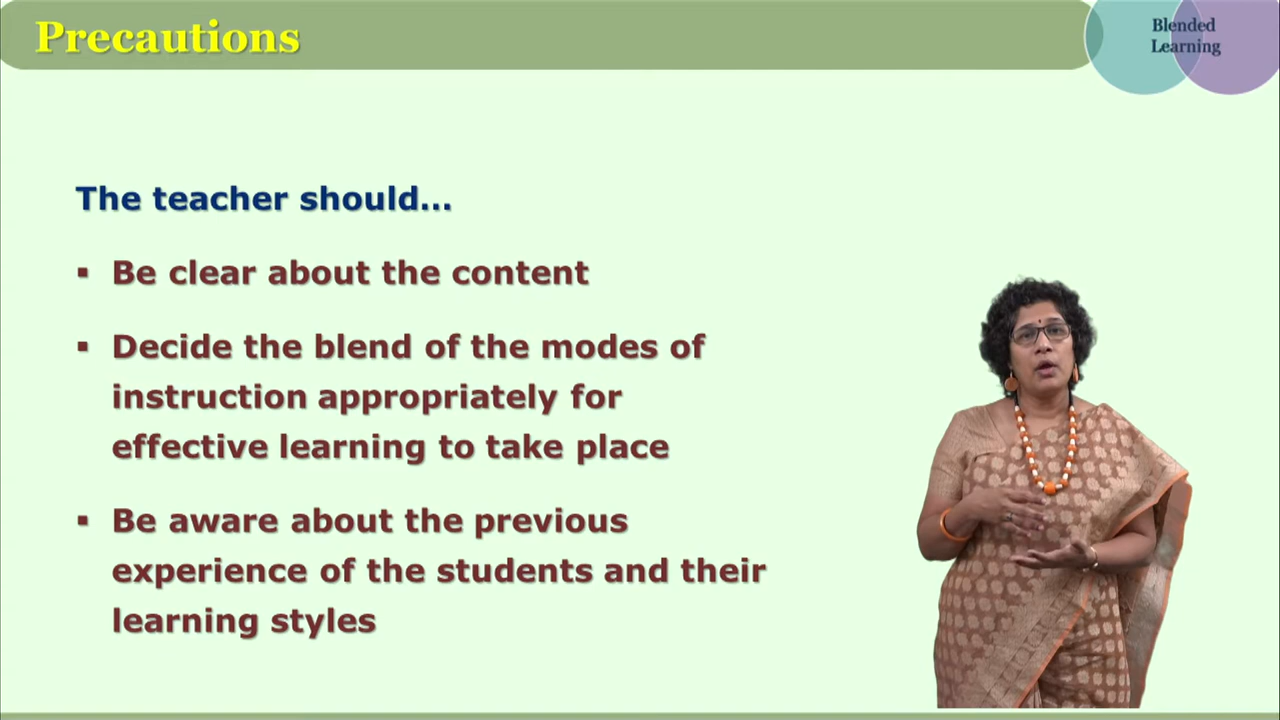 Precautions
Blended
Learning
The teacher should...
▪ Be clear about the content
▪ Decide the blend of the modes of
instruction appropriately for
effective learning to take place
▪ Be aware about the previous
experience of the students and their
learning styles